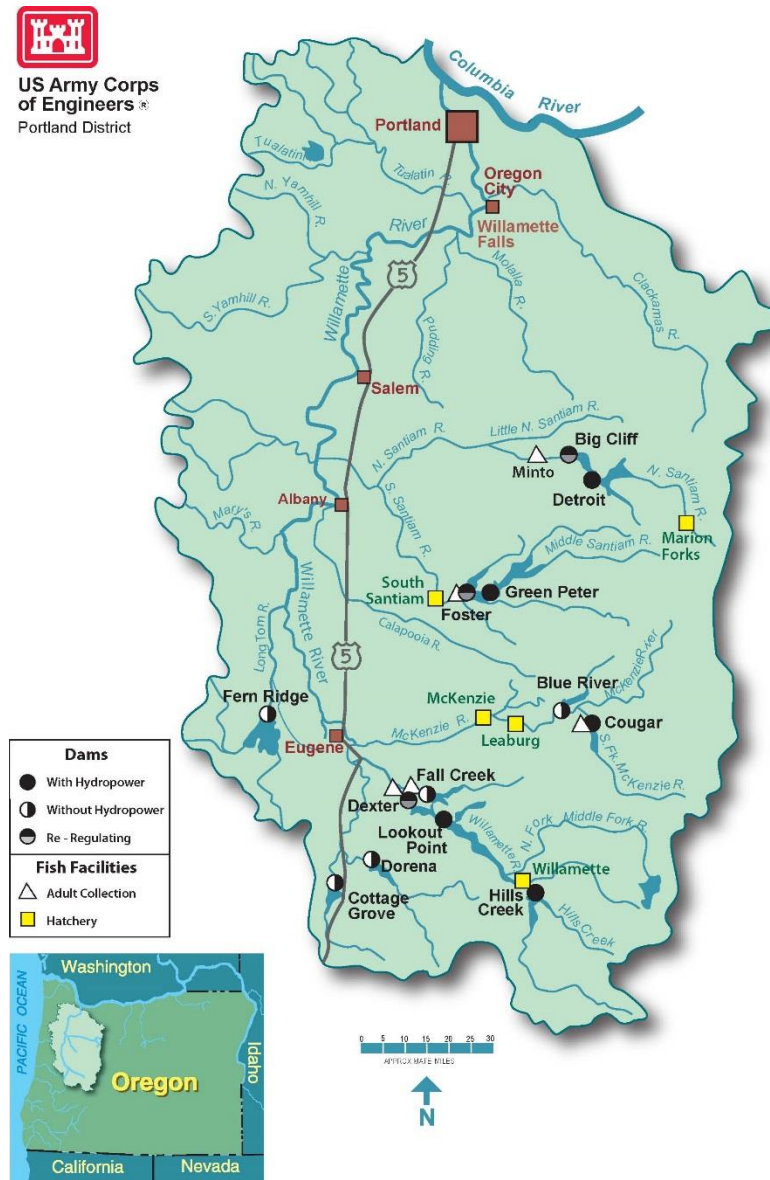 US Army Corps
of Engineers ®
Portland District
Columbia
River
Portland
Tualatin
Tualatin R.
Oregon
City
N. Yamhill R.
Willamette
Falls
River
Willamette
5
Molalla R.
Clackamas R.
S. Yamhill R.
Pudding R.
Salem
Little N. Santiam R.
N. Santiam R.
Big Cliff
Minto
Detroit
N. Santiam R.
S. Santiam R.
Albany
Mary's R.
Marion
Forks
Middle Santiam R.
South
Santiam
Green Peter
Foster
Willamette
River
Long Tom R.
Calapooia R.
5
McKenzie River
Blue River
Fern Ridge
McKenzie
McKenzie R.
Leaburg
Cougar
Eugene
S. Fk. McKenzie R.
Fall Creek
Dexter
Lookout
Point
N. Fork Middle Fork R.
Willamette R.
Willamette
Dorena
Hills
Creek
Cottage
Grove
Hills Creek
Dams
With Hydropower
Without Hydropower
Re - Regulating
Fish Facilities
Adult Collection
Hatchery
0 5 10 15 20 25 30
APPROXIMATE MILES
N
Washington
PACIFIC OCEAN
Idaho
Oregon
California
Nevada